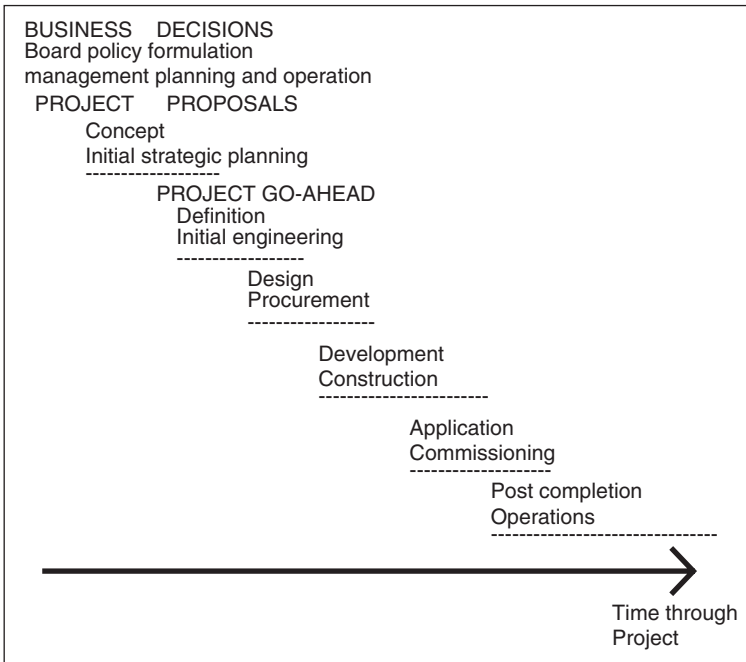 BUSINESS DECISIONS
Board policy formulation
management planning and operation
PROJECT PROPOSALS
Concept
Initial strategic planning
-------------------
PROJECT GO-AHEAD
Definition
Initial engineering
------------------
Design
Procurement
------------------
Development
Construction
------------------------
Application
Commissioning
--------------------
Post completion
Operations
--------------------------------
Time through
Project